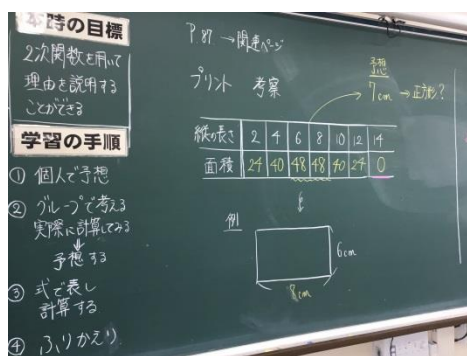 本時の目標
2次関数を用いて
理由を説明する
ことができる
学習の手順
① 個人で予想
② グループで考える
実際に計算してみる
予想する
③ 式で表し
計算する
④ ふりかえり
P.87 →関連ページ
プリント 考察
予想
7cm → 正方形?
縦の長さ 2 4 6 8 10 12 14
面積 24 40 48 48 40 24 0
例
6cm
8cm